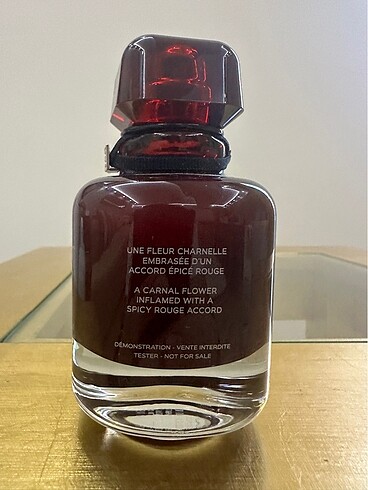 UNE FLEUR CHARNELLE
EMBRASÉE D'UN
ACCORD ÉPICÉ ROUGE
A CARNAL FLOWER
INFLAMED WITH A
SPICY ROUGE ACCORD
DÉMONSTRATION - VENTE INTERDITE
TESTER - NOT FOR SALE